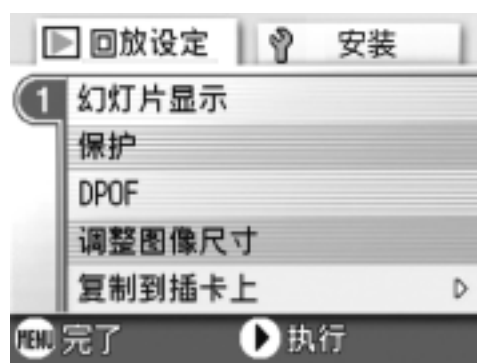 回放设定 安装
1 幻灯片显示
保护
DPOF
调整图像尺寸
复制到插卡上
MENU 完了 执行